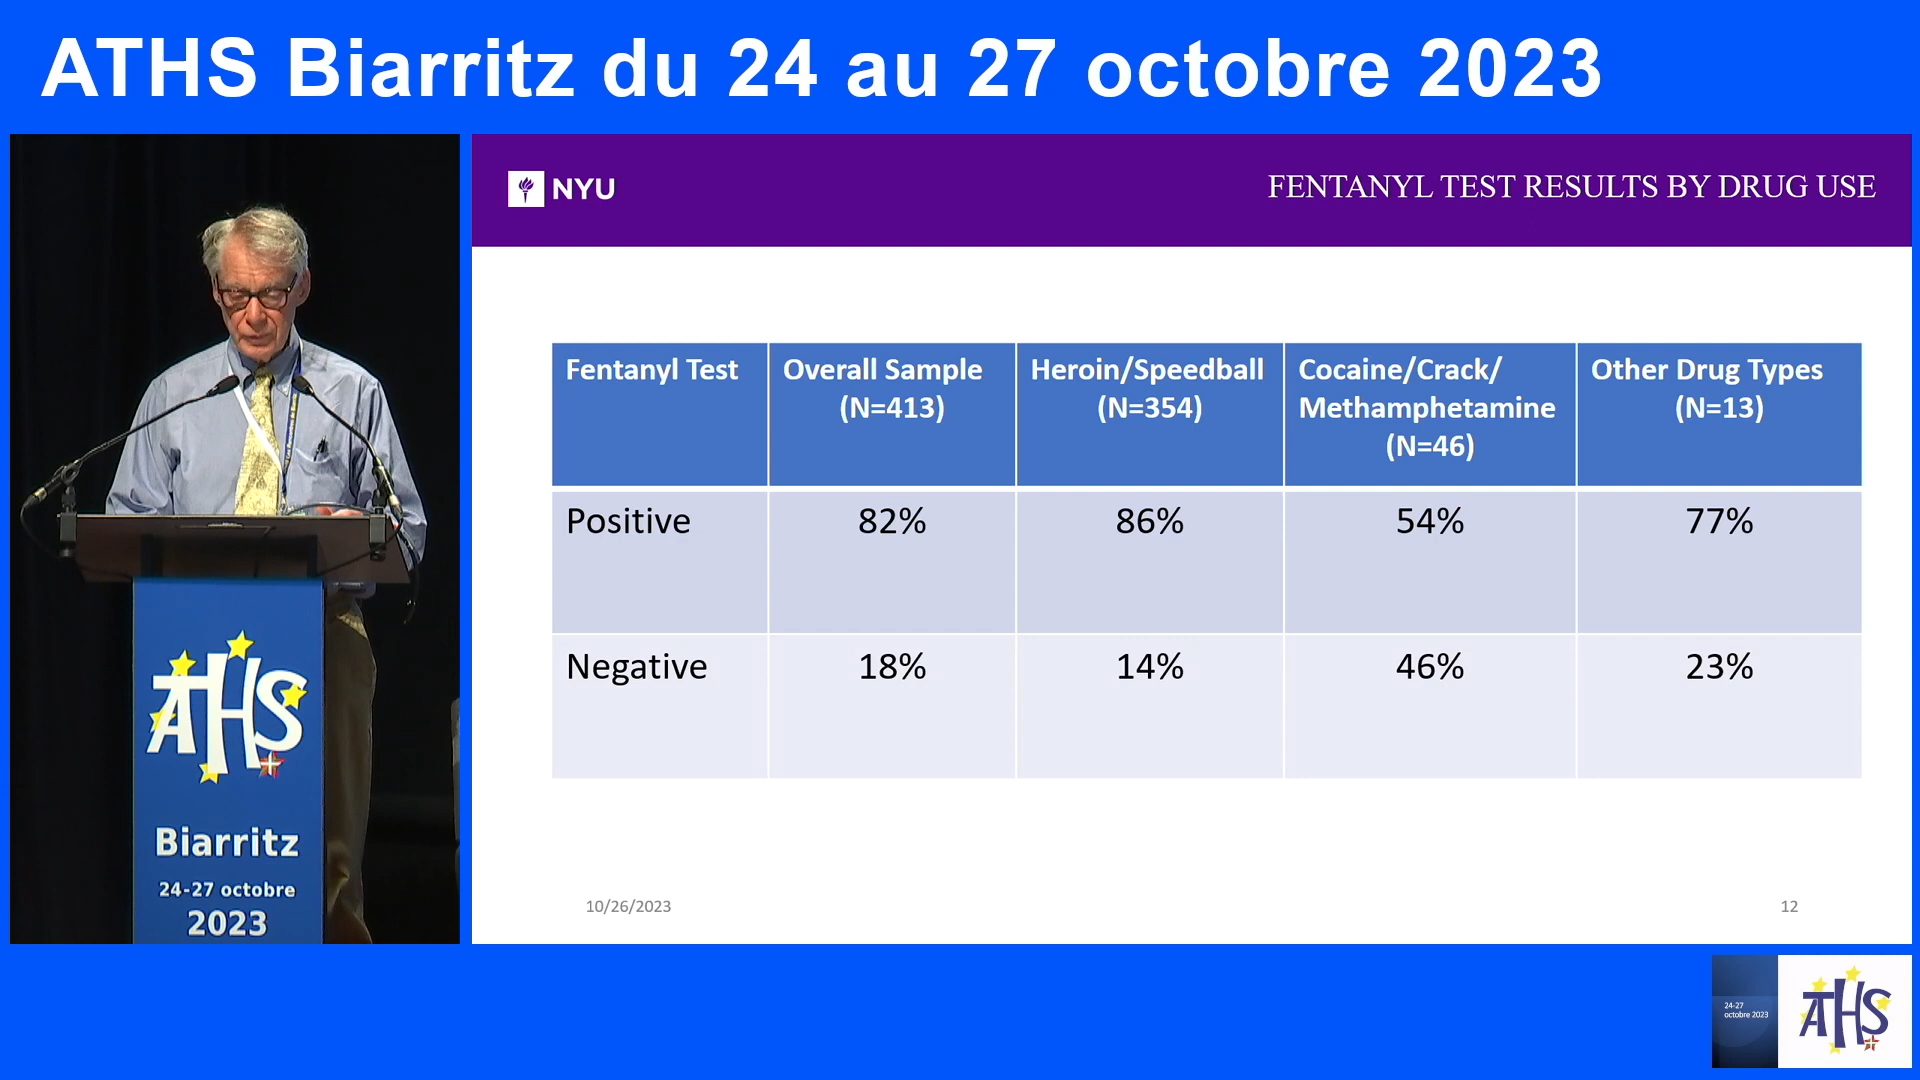 ATHS Biarritz du 24 au 27 octobre 2023
NYU
FENTANYL TEST RESULTS BY DRUG USE
Fentanyl Test
Overall Sample
(N=413)
Heroin/Speedball
(N=354)
Cocaine/Crack/
Methamphetamine
(N=46)
Other Drug Types
(N=13)
Positive
82%
86%
54%
77%
Negative
18%
14%
46%
23%
10/26/2023
12
ATHS
Biarritz
24-27 octobre
2023
24-27
octobre 2023
ATHS